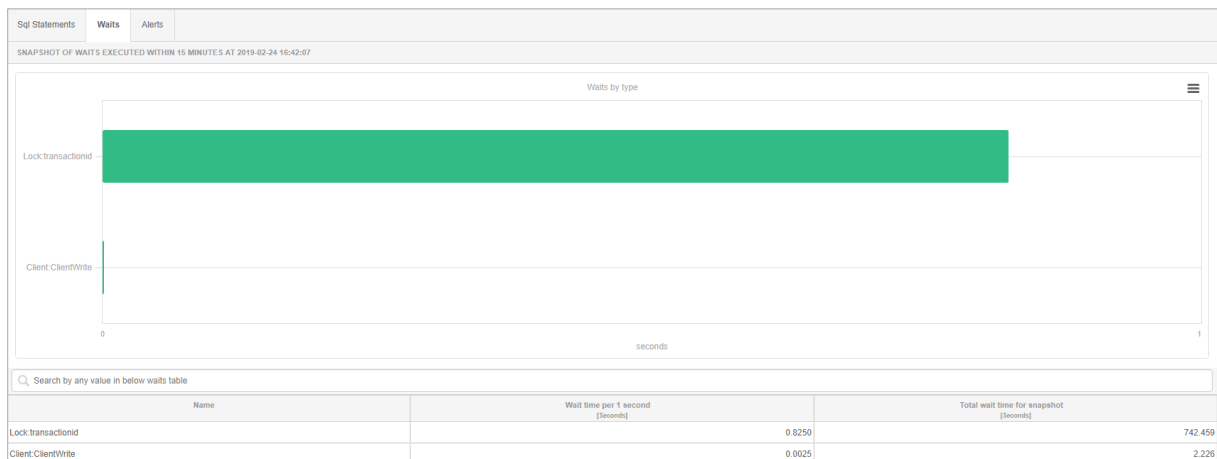 Sql Statements Waits Alerts
SNAPSHOT OF WAITS EXECUTED WITHIN 15 MINUTES AT 2019-02-24 16:42:07
Waits by type
Lock:transactionid
Client:ClientWrite
0 1
seconds
Search by any value in below waits table
Name Wait time per 1 second Total wait time for snapshot
[Seconds] [Seconds]
Lock:transactionid 0.8250 742.459
Client:ClientWrite 0.0025 2.226